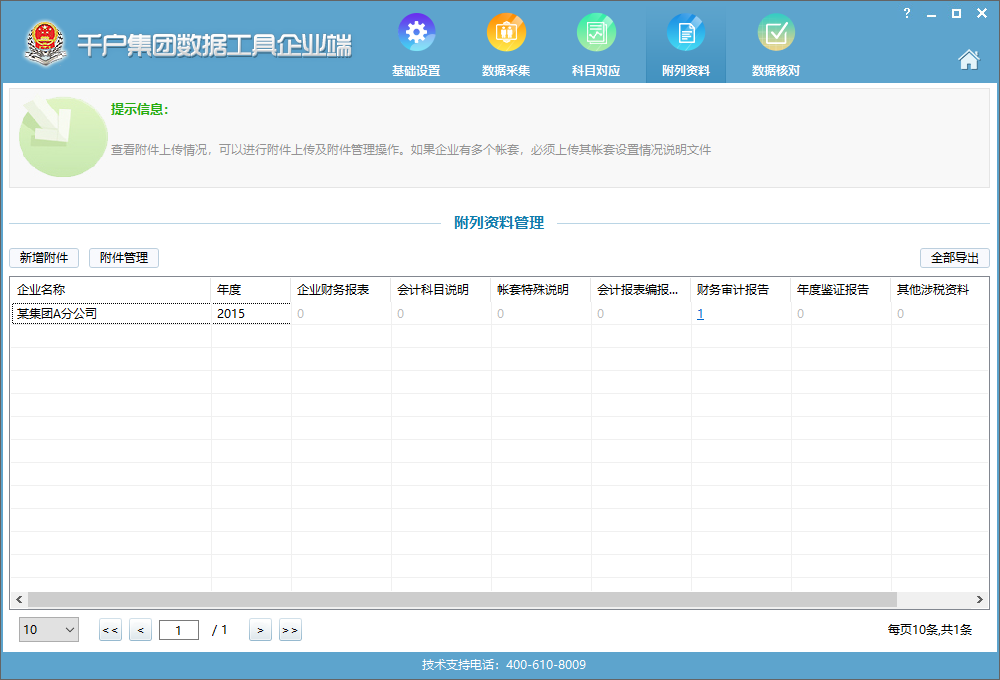 ?
千户集团数据工具企业端
基础设置 数据采集 科目对应 附列资料 数据核对
提示信息：
查看附件上传情况，可以进行附件上传及附件管理操作。如果企业有多个帐套，必须上传其帐套设置情况说明文件
附列资料管理
新增附件 附件管理 全部导出
企业名称 年度 企业财务报表 会计科目说明 帐套特殊说明 会计报表编报... 财务审计报告 年度鉴证报告 其他涉税资料
某集团A分公司 2015 0 0 0 0 1 0 0
10 << < 1 / 1 > >> 每页10条,共1条
技术支持电话：400-610-8009